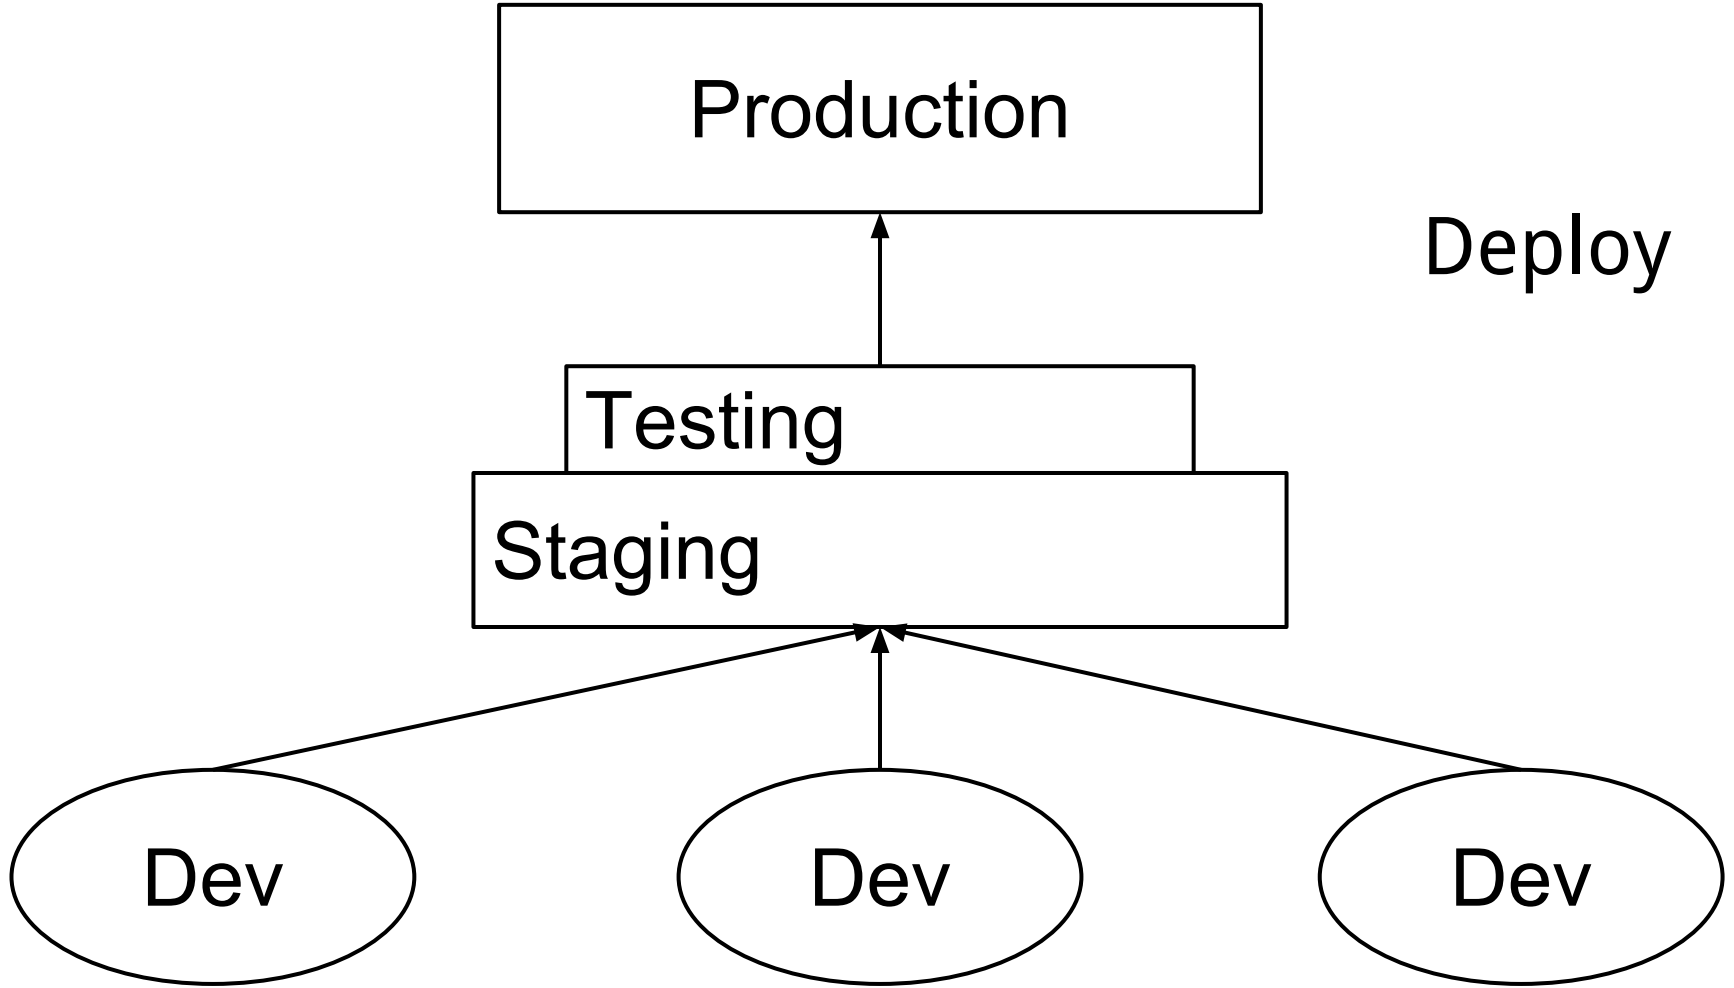 Production
Deploy
Testing
Staging
Dev
Dev
Dev